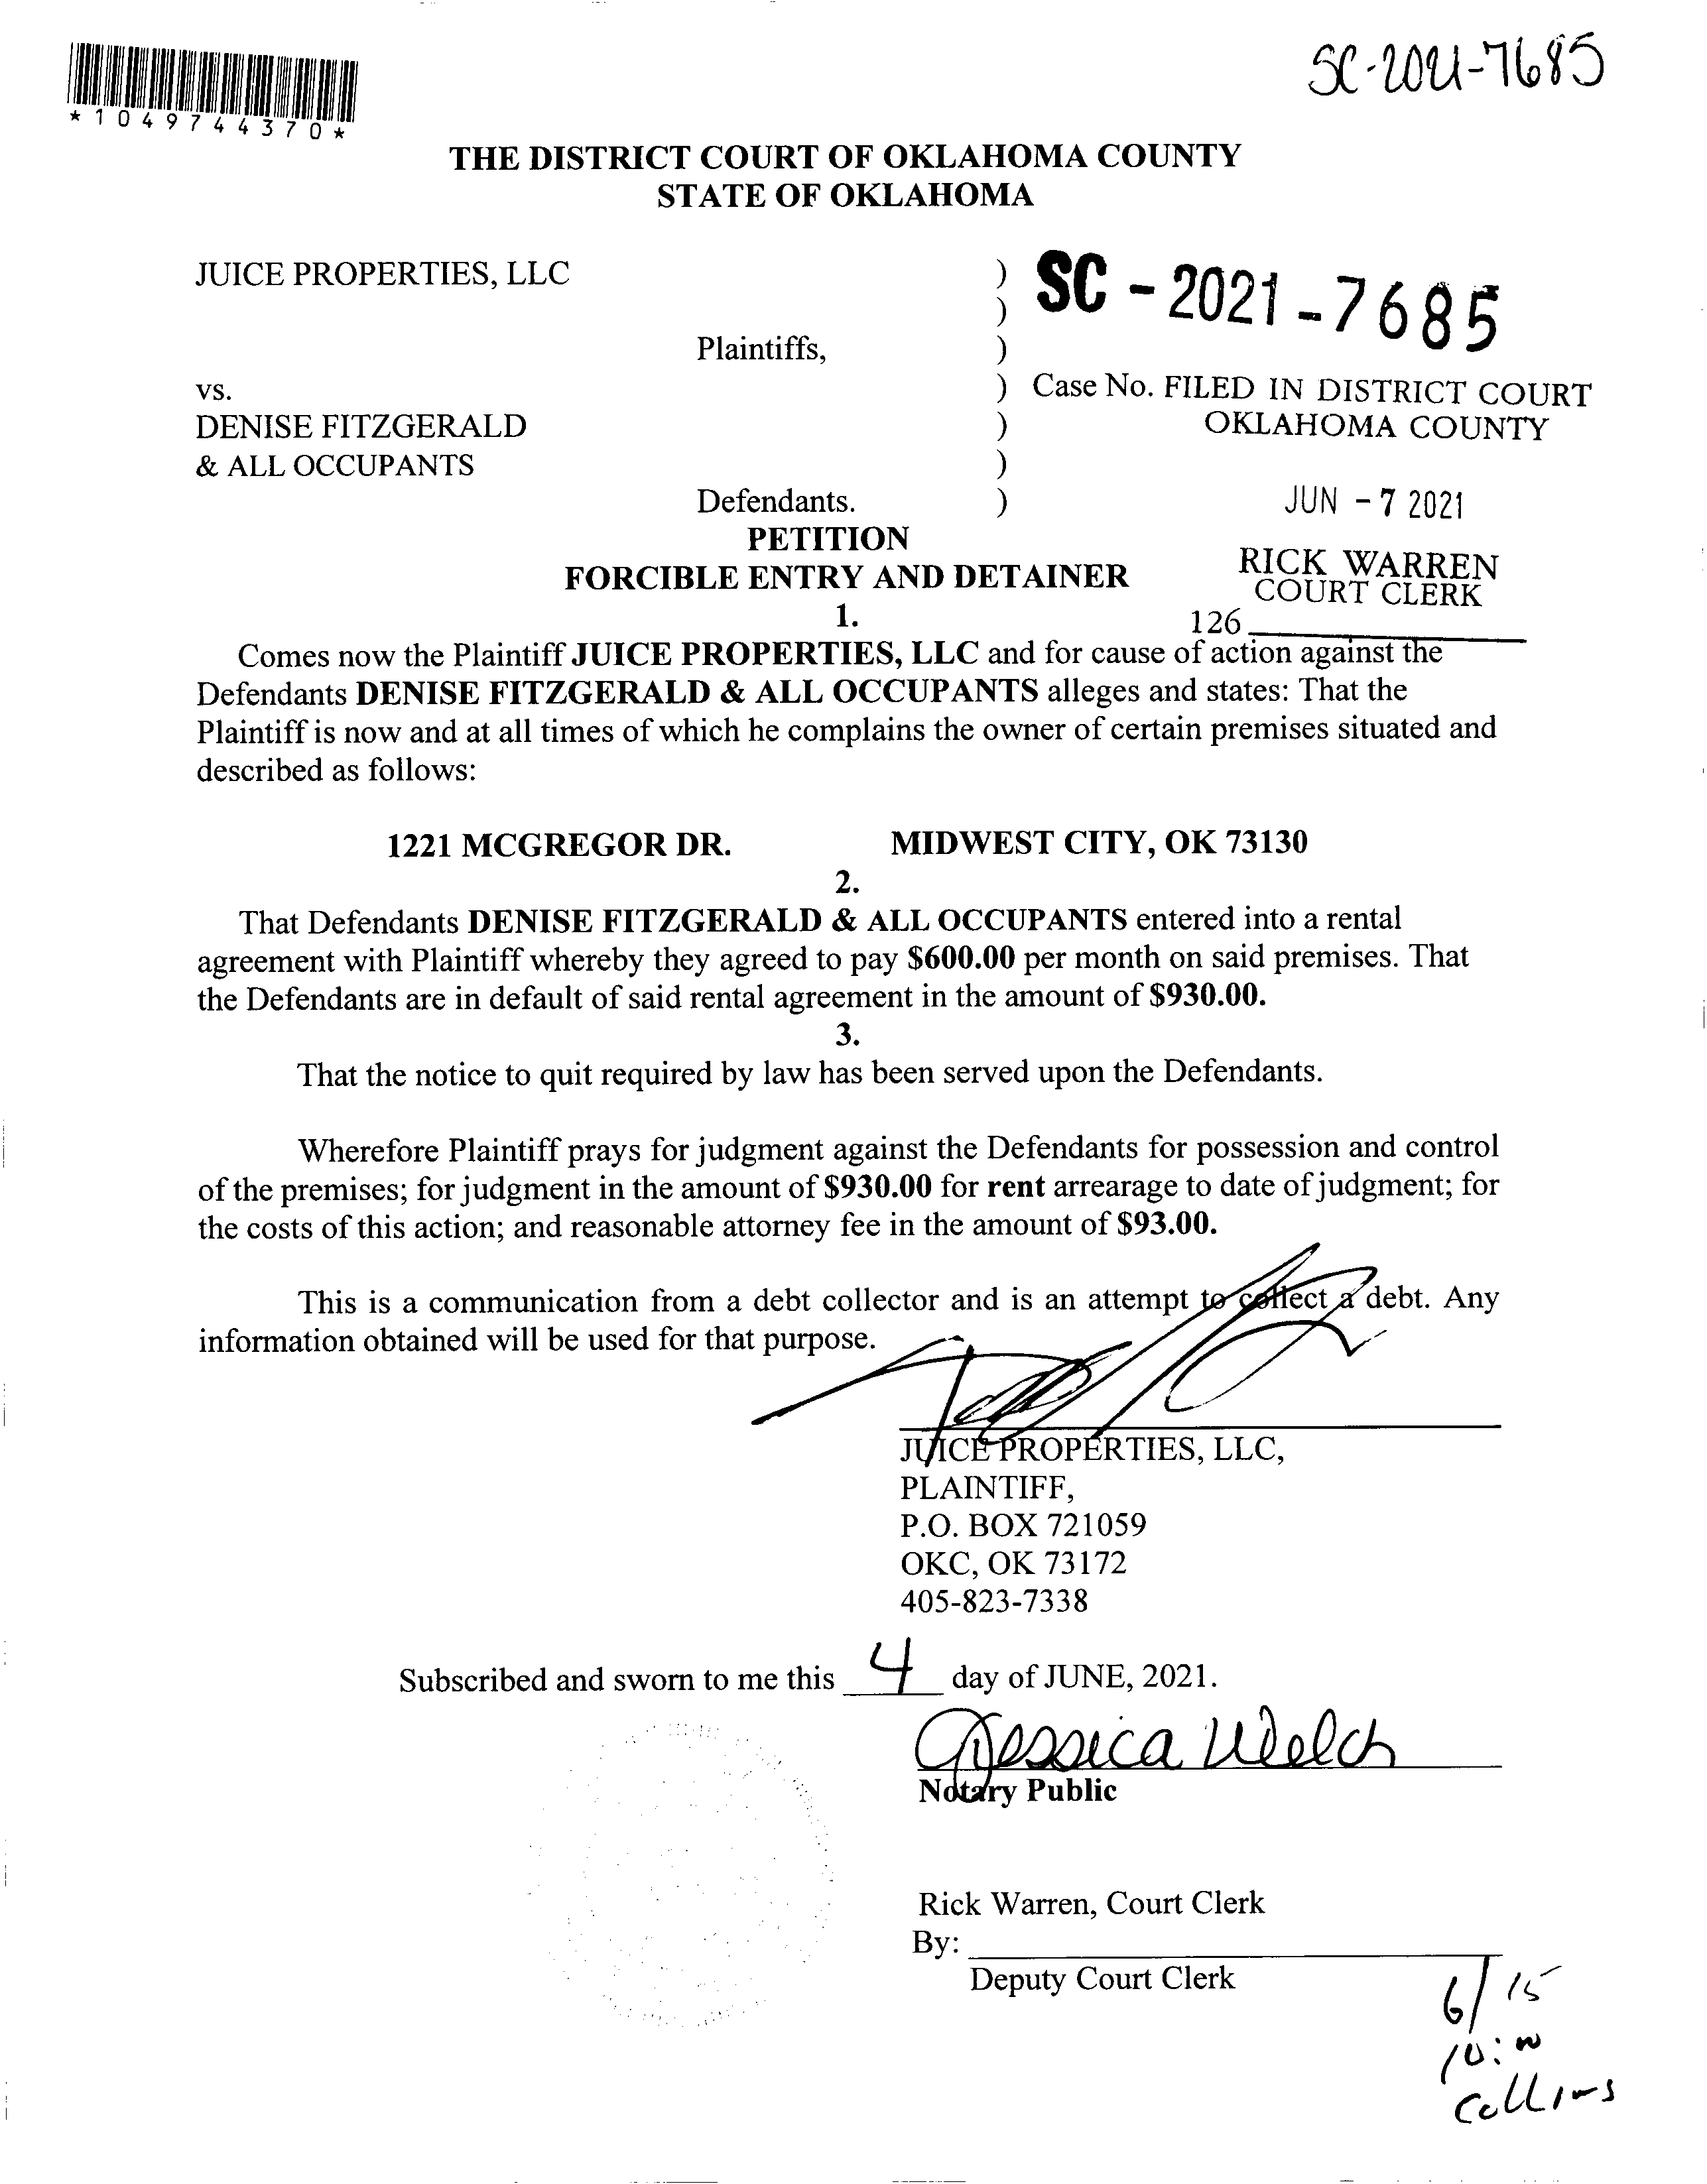 SC-2021-7685
*1049744370*
THE DISTRICT COURT OF OKLAHOMA COUNTY
STATE OF OKLAHOMA
JUICE PROPERTIES, LLC )
) SC - 2021 - 7685
Plaintiffs, )
vs. ) Case No. FILED IN DISTRICT COURT
DENISE FITZGERALD ) OKLAHOMA COUNTY
& ALL OCCUPANTS )
Defendants. ) JUN - 7 2021
PETITION
FORCIBLE ENTRY AND DETAINER
RICK WARREN
COURT CLERK
1.
126
Comes now the Plaintiff JUICE PROPERTIES, LLC and for cause of action against the
Defendants DENISE FITZGERALD & ALL OCCUPANTS alleges and states: That the
Plaintiff is now and at all times of which he complains the owner of certain premises situated and
described as follows:
1221 MCGREGOR DR. MIDWEST CITY, OK 73130
2.
That Defendants DENISE FITZGERALD & ALL OCCUPANTS entered into a rental
agreement with Plaintiff whereby they agreed to pay $600.00 per month on said premises. That
the Defendants are in default of said rental agreement in the amount of $930.00.
3.
That the notice to quit required by law has been served upon the Defendants.
Wherefore Plaintiff prays for judgment against the Defendants for possession and control
of the premises; for judgment in the amount of $930.00 for rent arrearage to date of judgment; for
the costs of this action; and reasonable attorney fee in the amount of $93.00.
This is a communication from a debt collector and is an attempt to collect a debt. Any
information obtained will be used for that purpose.
JUICE PROPERTIES, LLC,
PLAINTIFF,
P.O. BOX 721059
OKC, OK 73172
405-823-7338
Subscribed and sworn to me this 4 day of JUNE, 2021.
Jessica Welch
Notary Public
Rick Warren, Court Clerk
By:
Deputy Court Clerk
6/15
10:00
Collins